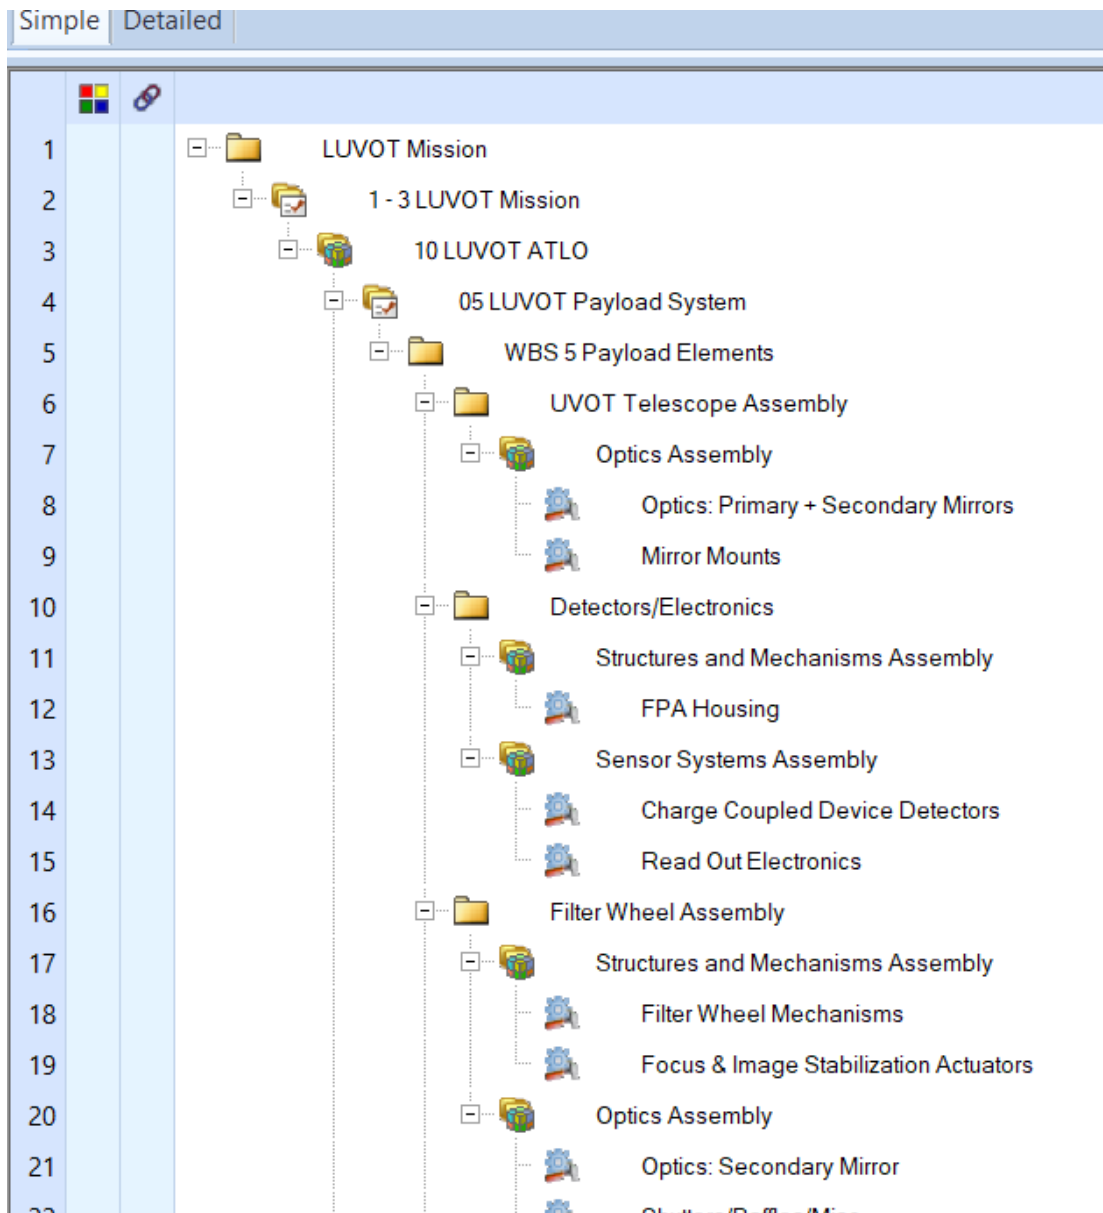 Simple Detailed
1 LUVOT Mission
2 1 - 3 LUVOT Mission
3 10 LUVOT ATLO
4 05 LUVOT Payload System
5 WBS 5 Payload Elements
6 UVOT Telescope Assembly
7 Optics Assembly
8 Optics: Primary + Secondary Mirrors
9 Mirror Mounts
10 Detectors/Electronics
11 Structures and Mechanisms Assembly
12 FPA Housing
13 Sensor Systems Assembly
14 Charge Coupled Device Detectors
15 Read Out Electronics
16 Filter Wheel Assembly
17 Structures and Mechanisms Assembly
18 Filter Wheel Mechanisms
19 Focus & Image Stabilization Actuators
20 Optics Assembly
21 Optics: Secondary Mirror